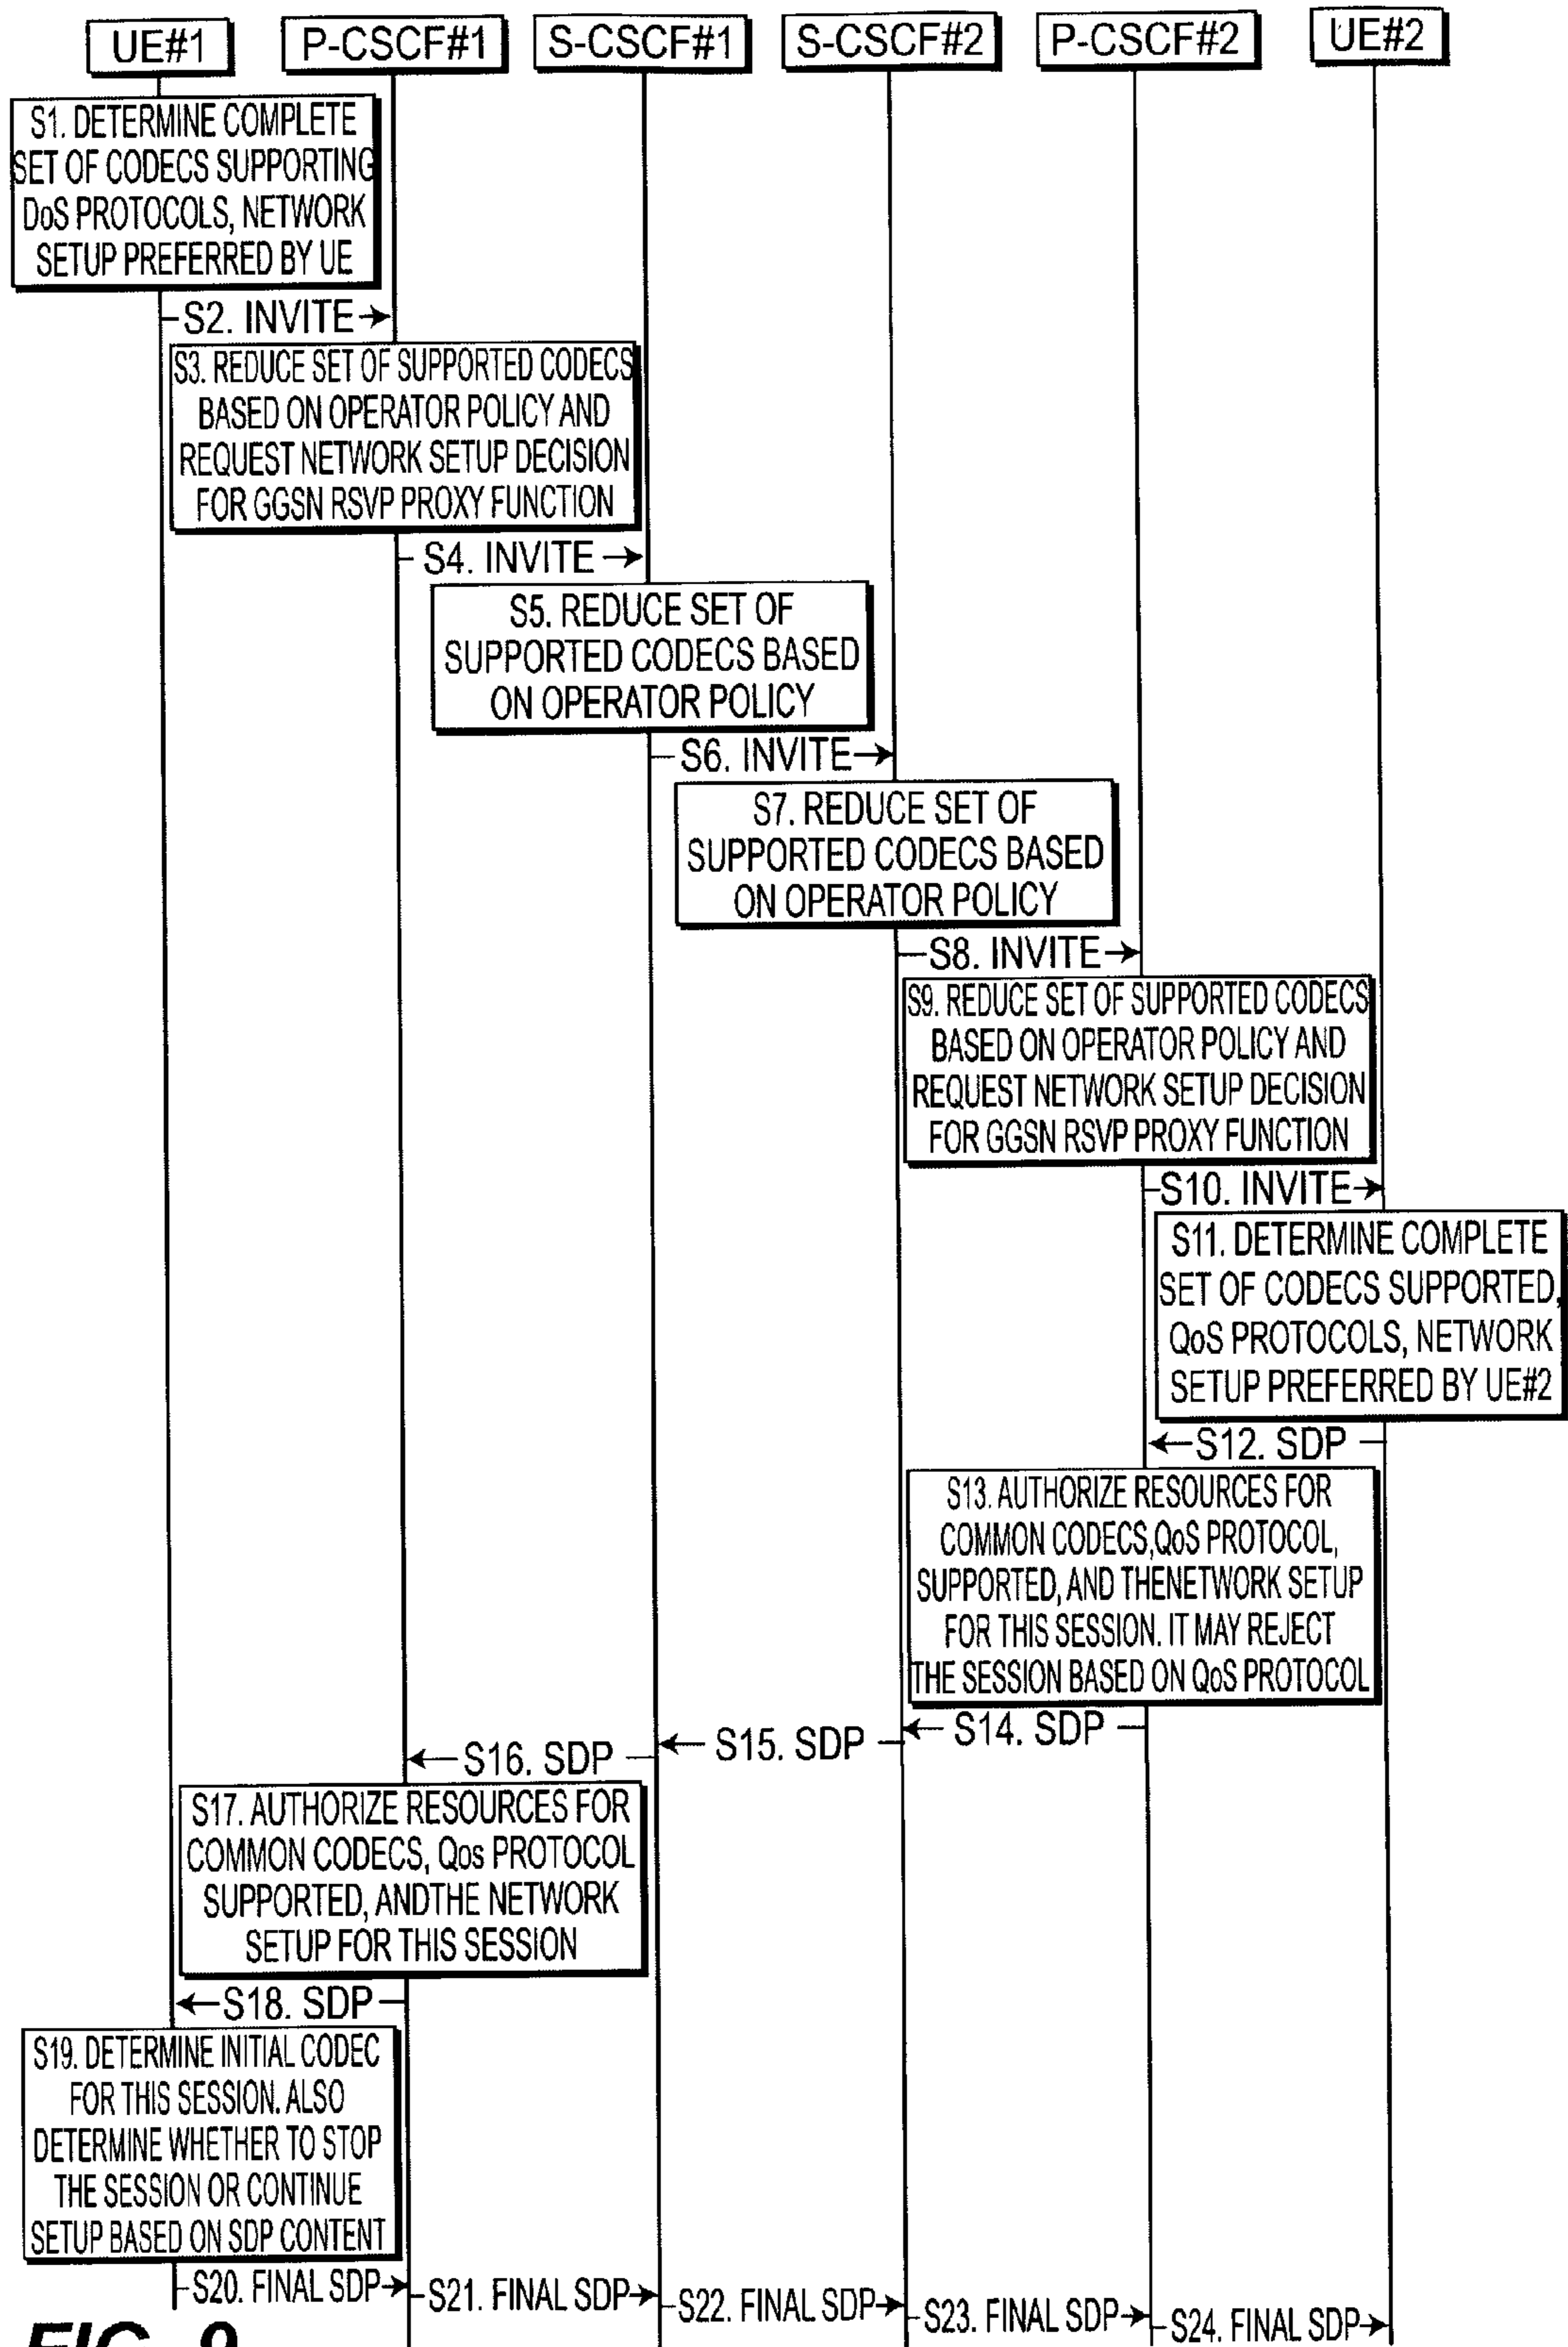 UE#1
P-CSCF#1
S-CSCF#1
S-CSCF#2
P-CSCF#2
UE#2
S1. DETERMINE COMPLETE
SET OF CODECS SUPPORTING
DoS PROTOCOLS, NETWORK
SETUP PREFERRED BY UE
S2. INVITE
S3. REDUCE SET OF SUPPORTED CODECS
BASED ON OPERATOR POLICY AND
REQUEST NETWORK SETUP DECISION
FOR GGSN RSVP PROXY FUNCTION
S4. INVITE
S5. REDUCE SET OF
SUPPORTED CODECS BASED
ON OPERATOR POLICY
S6. INVITE
S7. REDUCE SET OF
SUPPORTED CODECS BASED
ON OPERATOR POLICY
S8. INVITE
S9. REDUCE SET OF SUPPORTED CODECS
BASED ON OPERATOR POLICY AND
REQUEST NETWORK SETUP DECISION
FOR GGSN RSVP PROXY FUNCTION
S10. INVITE
S11. DETERMINE COMPLETE
SET OF CODECS SUPPORTED,
QoS PROTOCOLS, NETWORK
SETUP PREFERRED BY UE#2
S12. SDP
S13. AUTHORIZE RESOURCES FOR
COMMON CODECS,QoS PROTOCOL,
SUPPORTED, AND THENETWORK SETUP
FOR THIS SESSION. IT MAY REJECT
THE SESSION BASED ON QoS PROTOCOL
S14. SDP
S15. SDP
S16. SDP
S17. AUTHORIZE RESOURCES FOR
COMMON CODECS, Qos PROTOCOL
SUPPORTED, ANDTHE NETWORK
SETUP FOR THIS SESSION
S18. SDP
S19. DETERMINE INITIAL CODEC
FOR THIS SESSION. ALSO
DETERMINE WHETHER TO STOP
THE SESSION OR CONTINUE
SETUP BASED ON SDP CONTENT
S20. FINAL SDP
S21. FINAL SDP
S22. FINAL SDP
S23. FINAL SDP
S24. FINAL SDP
FIG. 9